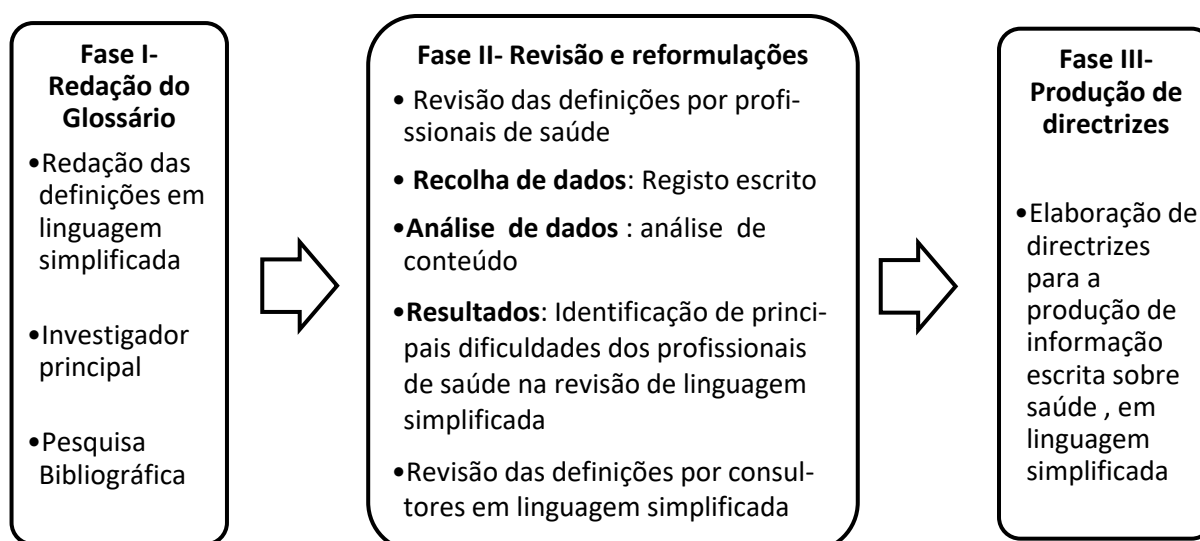 Fase I-
Redação do
Glossário
•Redação das
definições em
linguagem
simplificada
•Investigador
principal
•Pesquisa
Bibliográfica
Fase II- Revisão e reformulações
• Revisão das definições por profi-
ssionais de saúde
• Recolha de dados: Registo escrito
•Análise de dados : análise de
conteúdo
•Resultados: Identificação de princi-
pais dificuldades dos profissionais
de saúde na revisão de linguagem
simplificada
•Revisão das definições por consul-
tores em linguagem simplificada
Fase III-
Produção de
directrizes
•Elaboração de
directrizes
para a
produção de
informação
escrita sobre
saúde , em
linguagem
simplificada